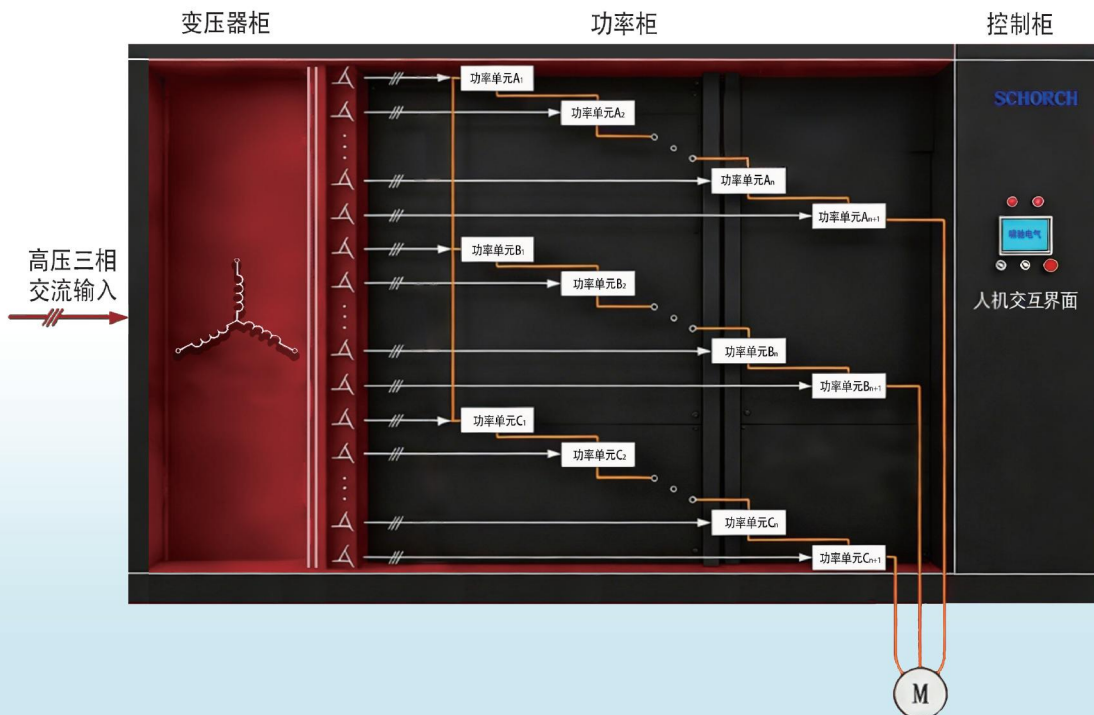 变压器柜
功率柜
控制柜
功率单元A₁
SCHORCH
功率单元A₂
功率单元Aₙ
功率单元Aₙ₊₁
高压三相
交流输入
功率单元B₁
功率单元B₂
人机交互界面
功率单元Bₙ
功率单元Bₙ₊₁
功率单元C₁
功率单元C₂
功率单元Cₙ
功率单元Cₙ₊₁
M